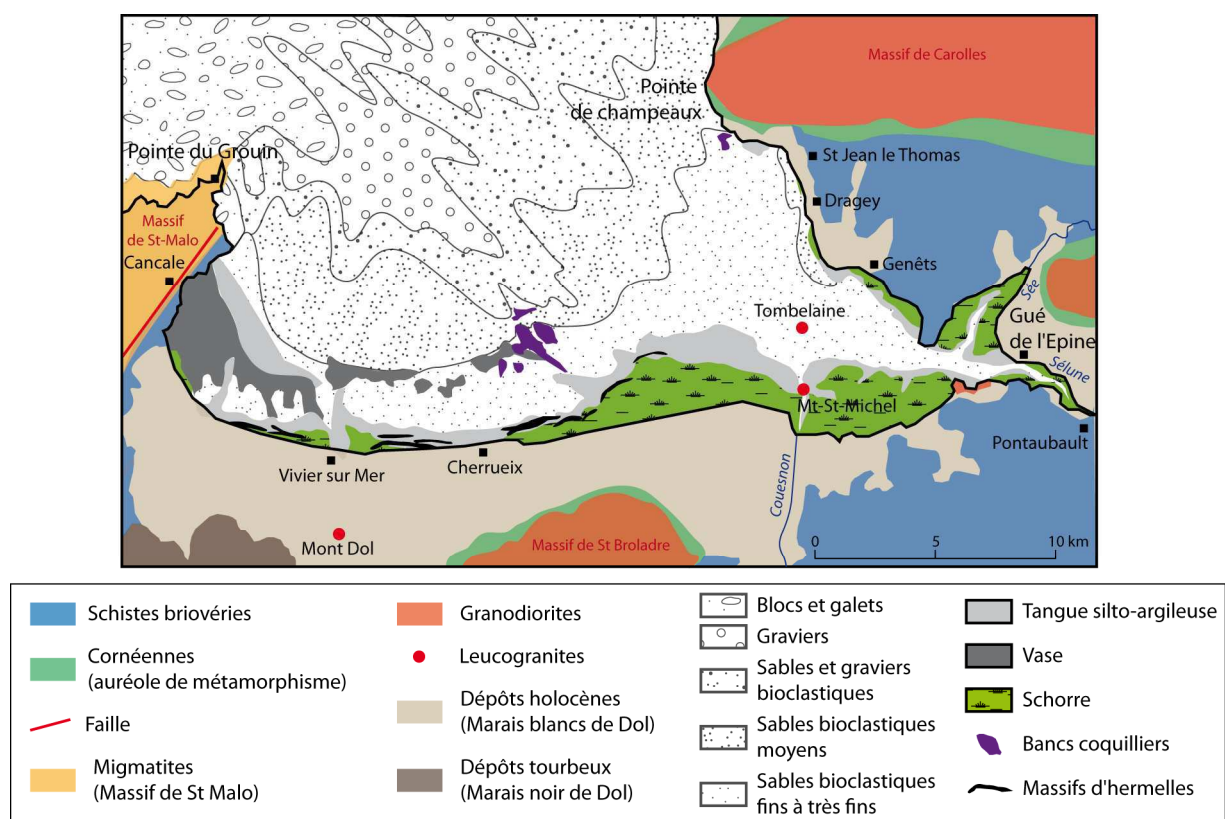 Massif de Carolles
Pointe
de champeaux
Pointe du Grouin
St Jean le Thomas
Massif
de St-Malo
Dragey
Cancale
Genêts
Sée
Tombelaine
Gué
de l'Epine
Sélune
Mt-St-Michel
Pontaubault
Vivier sur Mer
Cherrueix
Couesnon
Mont Dol
Massif de St Broladre
0
5
10 km
Schistes briovéries
Cornéennes
(auréole de métamorphisme)
Faille
Migmatites
(Massif de St Malo)
Granodiorites
Leucogranites
Dépôts holocènes
(Marais blancs de Dol)
Dépôts tourbeux
(Marais noir de Dol)
Blocs et galets
Graviers
Sables et graviers
bioclastiques
Sables bioclastiques
moyens
Sables bioclastiques
fins à très fins
Tangue silto-argileuse
Vase
Schorre
Bancs coquilliers
Massifs d'hermelles